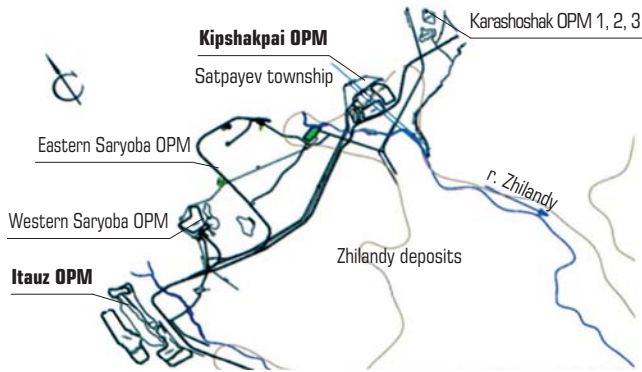 Karashoshak OPM 1, 2, 3
Kipshakpai OPM
Satpayev township
Eastern Saryoba OPM
r. Zhilandy
Western Saryoba OPM
Zhilandy deposits
Itauz OPM